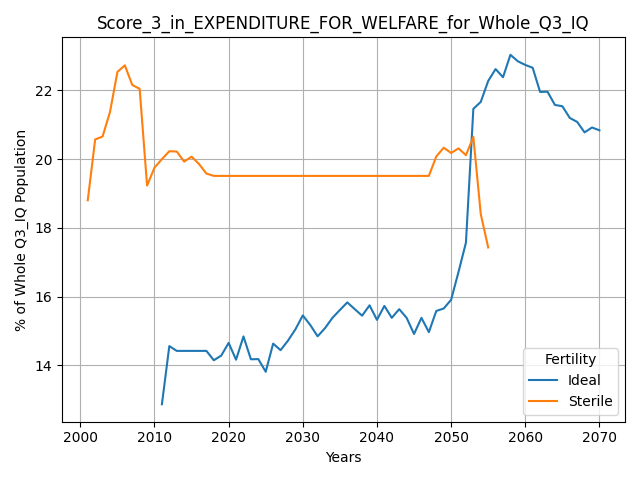 Score_3_in_EXPENDITURE_FOR_WELFARE_for_Whole_Q3_IQ
% of Whole Q3_IQ Population
22
20
18
16
14
2000 2010 2020 2030 2040 2050 2060 2070
Years
Fertility
Ideal
Sterile